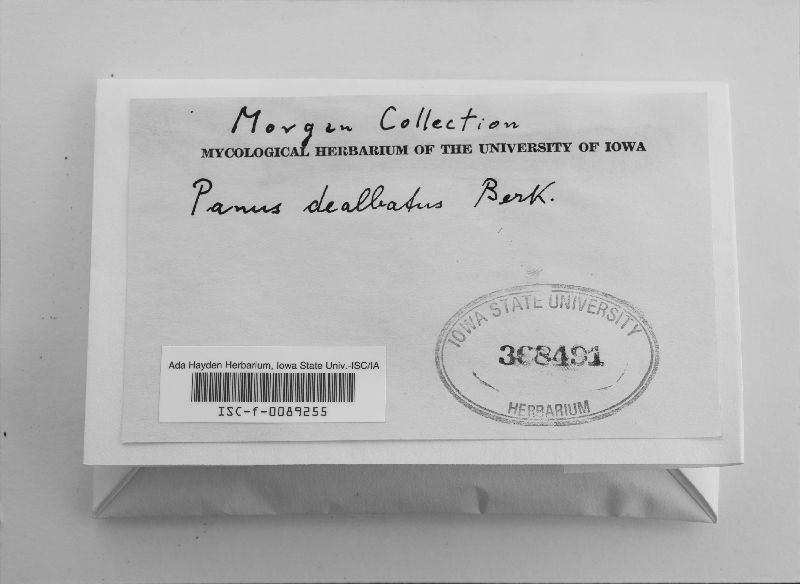 Morgan Collection
MYCOLOGICAL HERBARIUM OF THE UNIVERSITY OF IOWA
Panus dealbatus Berk.
IOWA STATE UNIVERSITY
368491
HERBARIUM
Ada Hayden Herbarium, Iowa State Univ.-ISC/IA
ISC-f-0089255